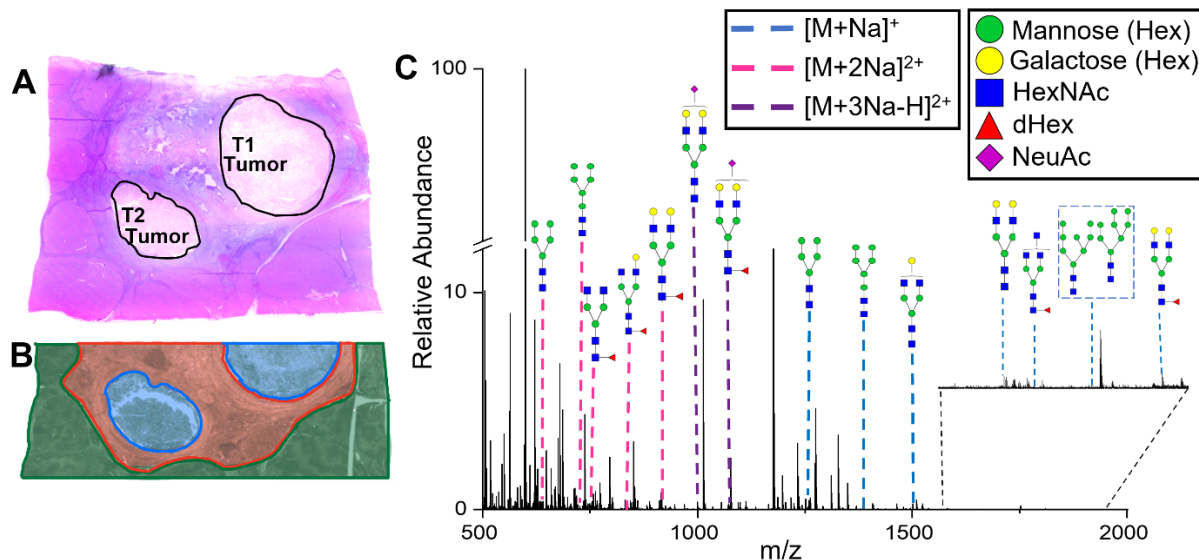 A
T1
Tumor
T2
Tumor
B
C
[M+Na]⁺
[M+2Na]²⁺
[M+3Na-H]²⁺
Mannose (Hex)
Galactose (Hex)
HexNAc
dHex
NeuAc
Relative Abundance
100
10
0
500
1000
1500
2000
m/z